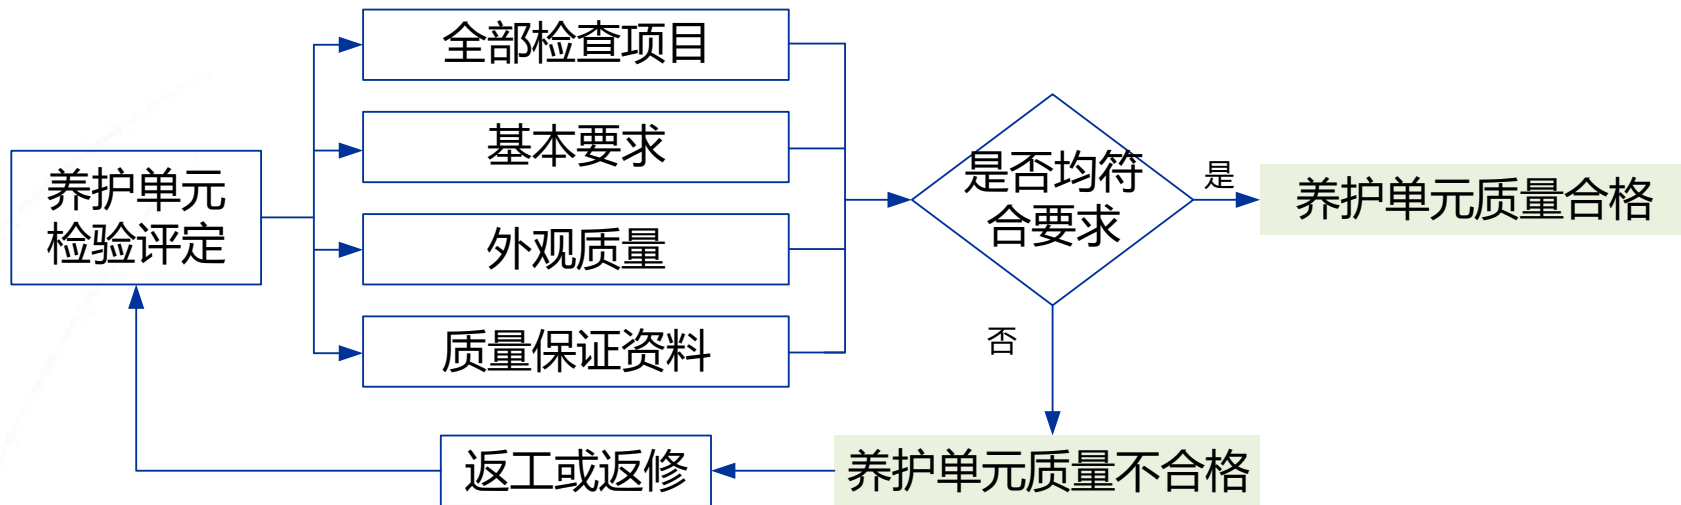 全部检查项目
基本要求
养护单元
检验评定
外观质量
质量保证资料
是否均符
合要求
是
养护单元质量合格
否
返工或返修
养护单元质量不合格